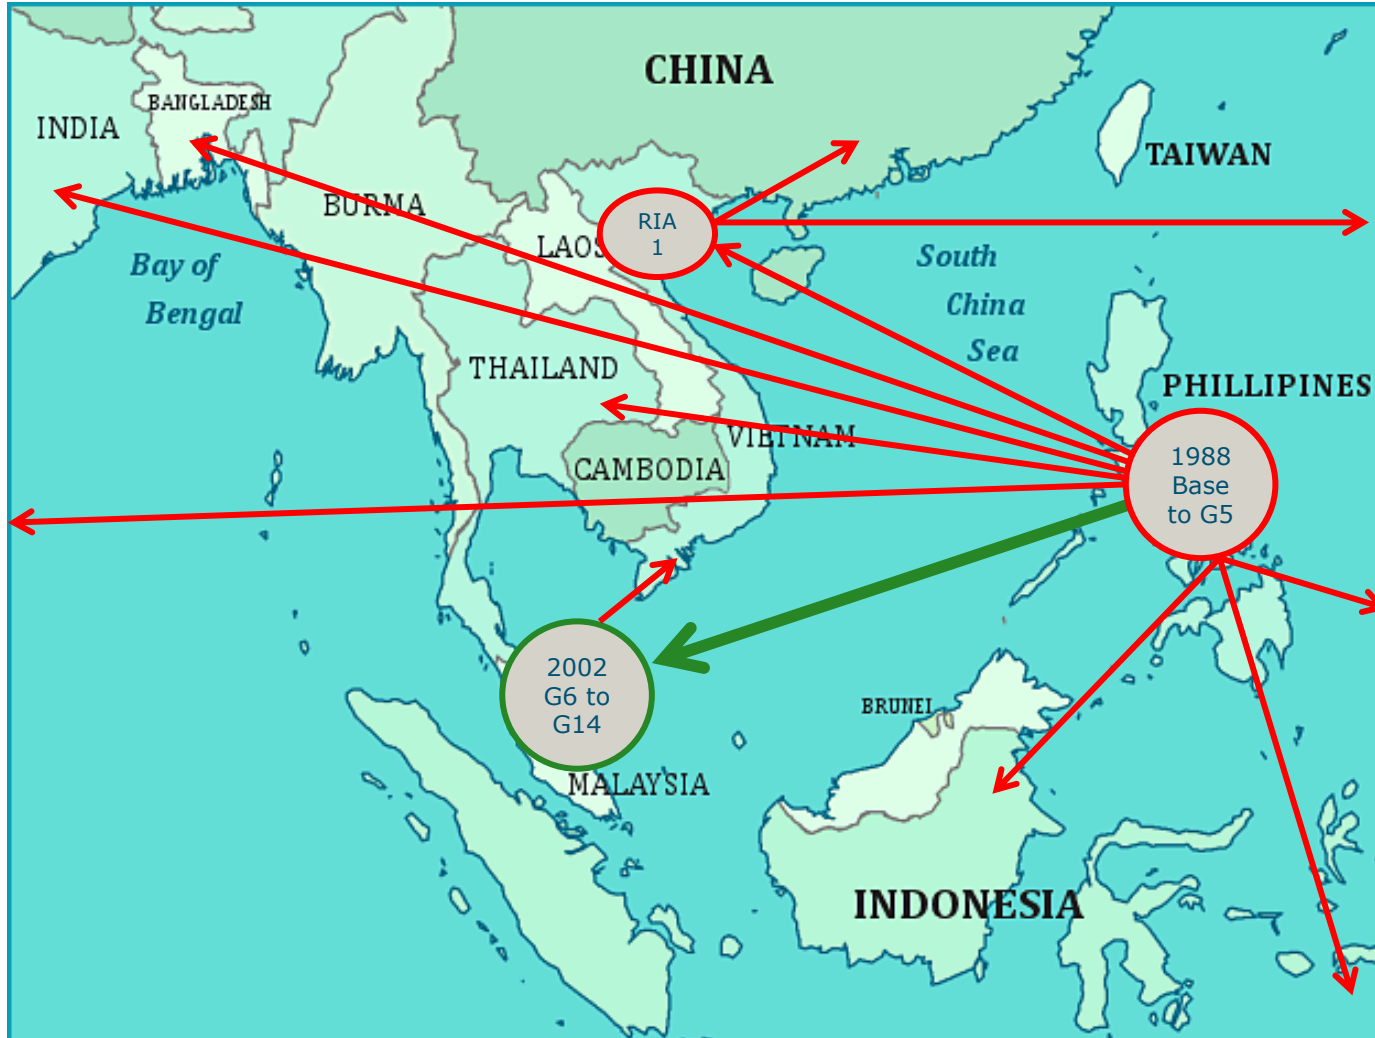 CHINA
BANGLADESH
INDIA
TAIWAN
BURMA
RIA
1
LAOS
Bay of
Bengal
South
China
Sea
THAILAND
PHILLIPINES
VIETNAM
CAMBODIA
1988
Base
to G5
2002
G6 to
G14
BRUNEI
MALAYSIA
INDONESIA